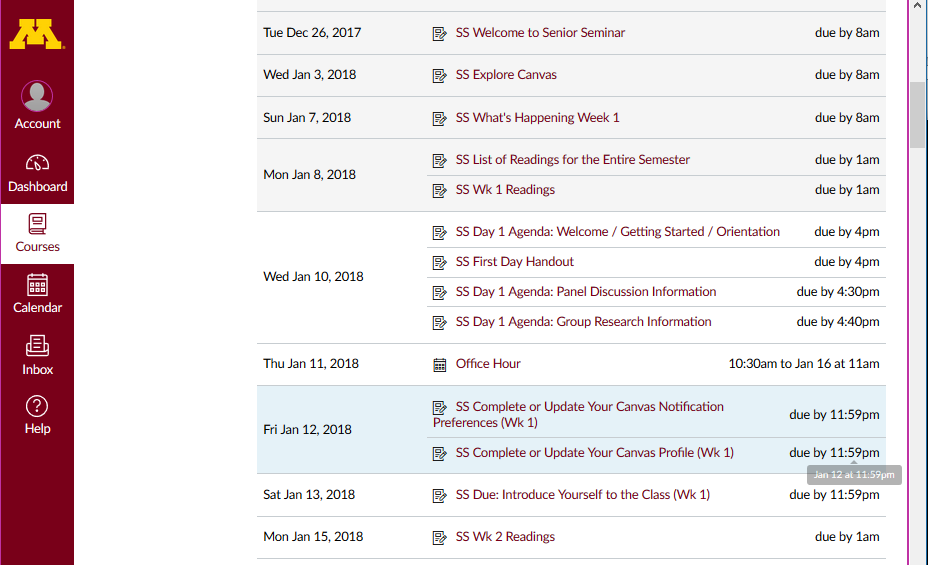 Account
Dashboard
Courses
Calendar
Inbox
Help
Tue Dec 26, 2017 SS Welcome to Senior Seminar due by 8am
Wed Jan 3, 2018 SS Explore Canvas due by 8am
Sun Jan 7, 2018 SS What's Happening Week 1 due by 8am
Mon Jan 8, 2018
SS List of Readings for the Entire Semester due by 1am
SS Wk 1 Readings due by 1am
Wed Jan 10, 2018
SS Day 1 Agenda: Welcome / Getting Started / Orientation due by 4pm
SS First Day Handout due by 4pm
SS Day 1 Agenda: Panel Discussion Information due by 4:30pm
SS Day 1 Agenda: Group Research Information due by 4:40pm
Thu Jan 11, 2018 Office Hour 10:30am to Jan 16 at 11am
Fri Jan 12, 2018
SS Complete or Update Your Canvas Notification
Preferences (Wk 1) due by 11:59pm
SS Complete or Update Your Canvas Profile (Wk 1) due by 11:59pm
Jan 12 at 11:59pm
Sat Jan 13, 2018 SS Due: Introduce Yourself to the Class (Wk 1) due by 11:59pm
Mon Jan 15, 2018 SS Wk 2 Readings due by 1am